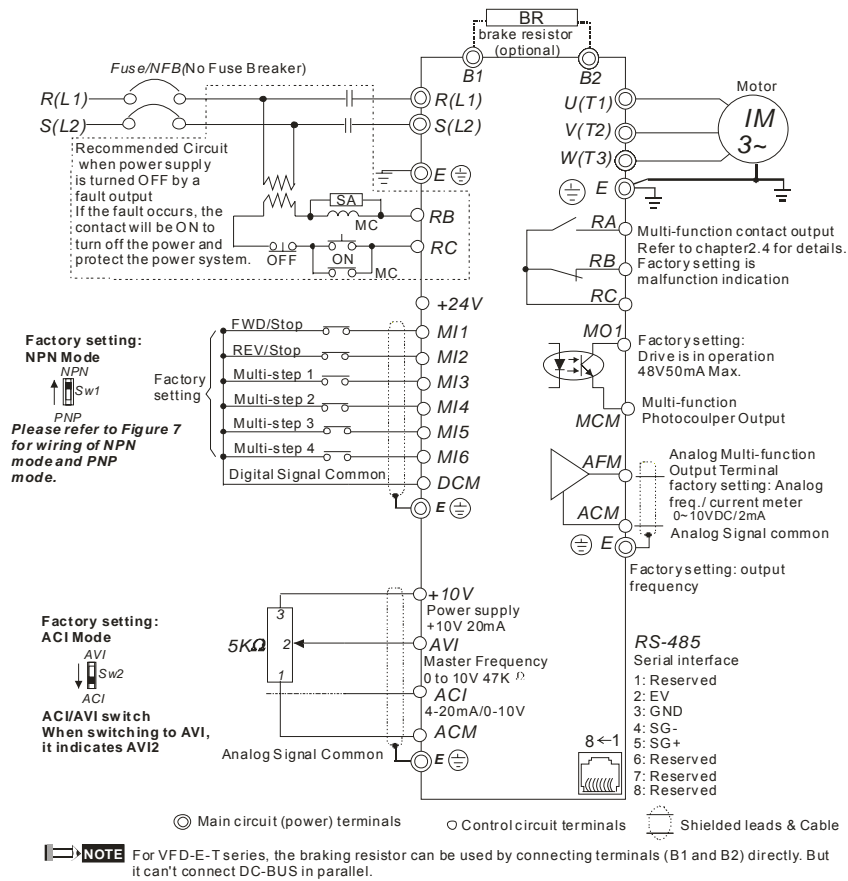 BR
brake resistor
(optional)
B1
B2
Fuse/NFB(No Fuse Breaker)
R(L1)
S(L2)
R(L1)
S(L2)
E
Recommended Circuit
when power supply
is turned OFF by a
fault output
If the fault occurs, the
contact will be ON to
turn off the power and
protect the power system.
SA
MC
OFF
ON
MC
RB
RC
Motor
IM
3~
U(T1)
V(T2)
W(T3)
E
RA
RB
RC
Multi-function contact output
Refer to chapter2.4 for details.
Factory setting is
malfunction indication
+24V
Factory setting:
NPN Mode
NPN
Sw1
PNP
Please refer to Figure 7
for wiring of NPN
mode and PNP
mode.
Factory
setting
FWD/Stop
REV/Stop
Multi-step 1
Multi-step 2
Multi-step 3
Multi-step 4
Digital Signal Common
MI1
MI2
MI3
MI4
MI5
MI6
DCM
E
MO1
Factory setting:
Drive is in operation
48V50mA Max.
Multi-function
Photocoulper Output
MCM
AFM
ACM
E
Analog Multi-function
Output Terminal
factory setting: Analog
freq./ current meter
0~10VDC/2mA
Analog Signal common
Factory setting: output
frequency
Factory setting:
ACI Mode
AVI
Sw2
ACI
ACI/AVI switch
When switching to AVI,
it indicates AVI2
5KΩ
3
2
1
+10V
Power supply
+10V 20mA
AVI
Master Frequency
0 to 10V 47KΩ
ACI
4-20mA/0-10V
ACM
Analog Signal Common
E
RS-485
Serial interface
1: Reserved
2: EV
3: GND
4: SG-
5: SG+
6: Reserved
7: Reserved
8: Reserved
8←1
Main circuit (power) terminals
Control circuit terminals
Shielded leads & Cable
NOTE For VFD-E-T series, the braking resistor can be used by connecting terminals (B1 and B2) directly. But
it can't connect DC-BUS in parallel.